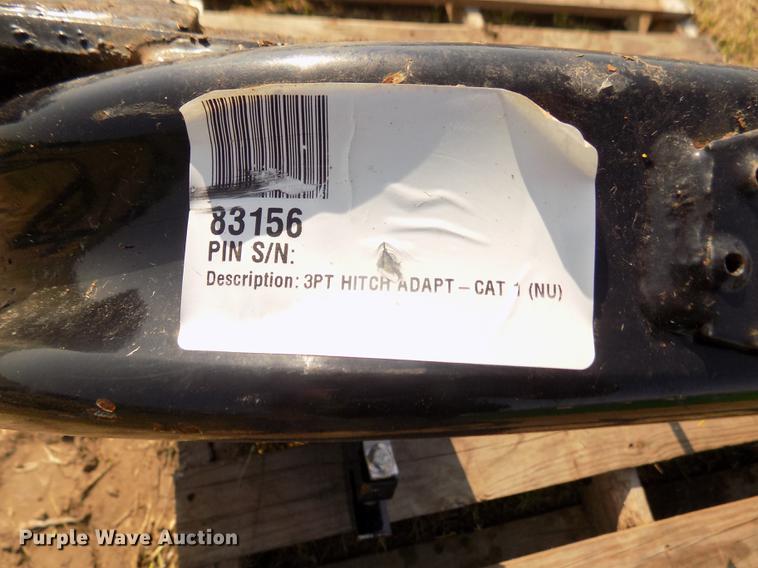 83156
PIN S/N:
Description: 3PT HITCH ADAPT – CAT 1 (NU)
Purple Wave Auction